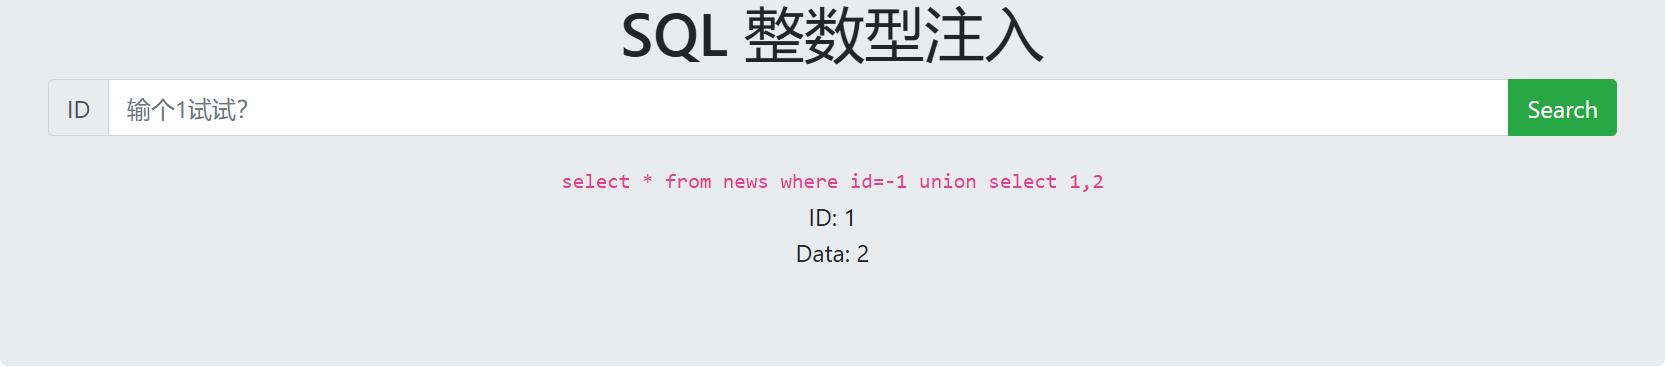 SQL 整数型注入
ID 输个1试试? Search
select * from news where id=-1 union select 1,2
ID: 1
Data: 2